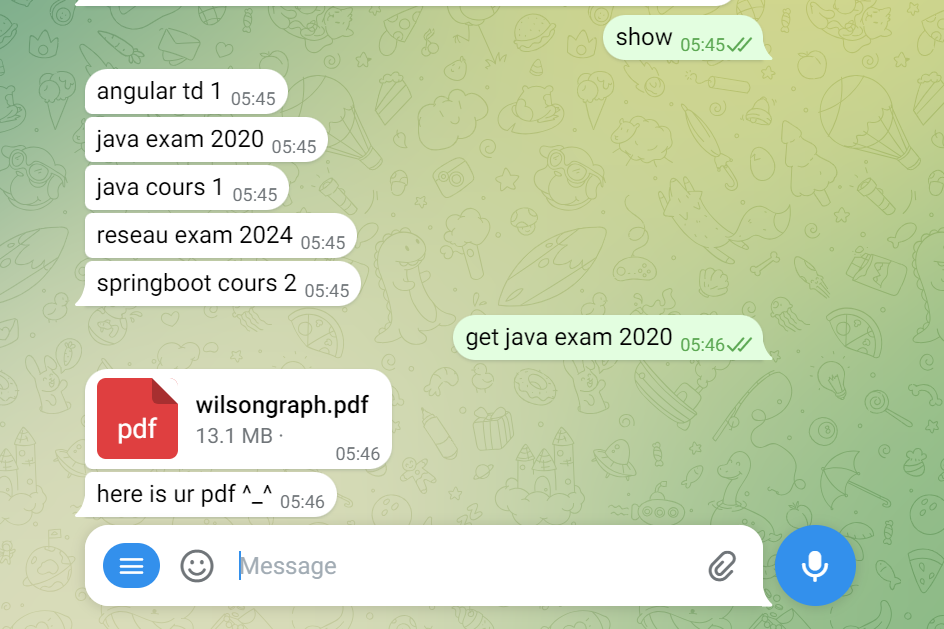 show 05:45
angular td 1 05:45
java exam 2020 05:45
java cours 1 05:45
reseau exam 2024 05:45
springboot cours 2 05:45
get java exam 2020 05:46
pdf
wilsongraph.pdf
13.1 MB ·
05:46
here is ur pdf ^_^ 05:46
Message